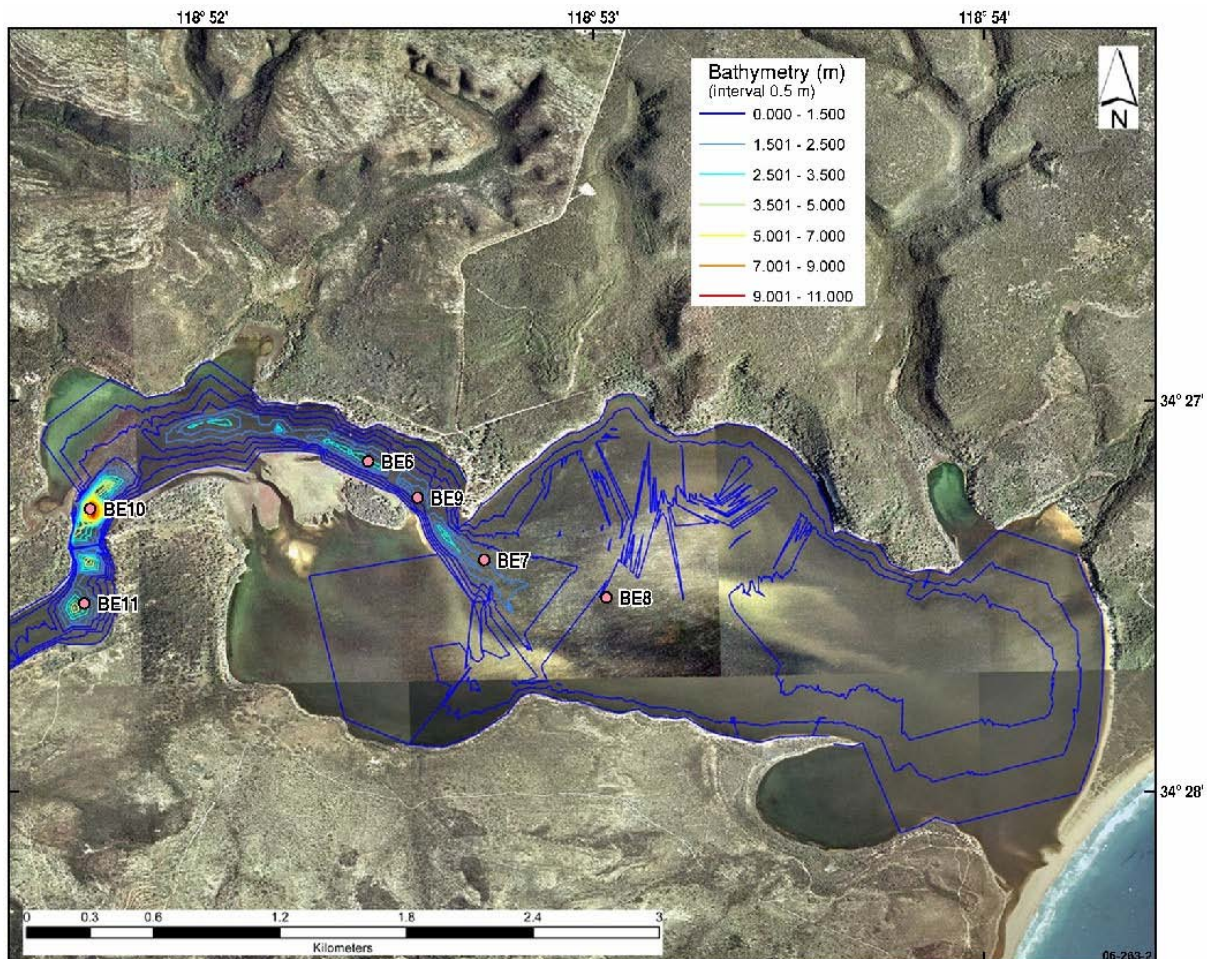 118° 52'
118° 53'
118° 54'
Bathymetry (m)
(interval 0.5 m)
0.000 - 1.500
1.501 - 2.500
2.501 - 3.500
3.501 - 5.000
5.001 - 7.000
7.001 - 9.000
9.001 - 11.000
N
34° 27'
BE6
BE9
BE10
BE7
BE8
BE11
34° 28'
0 0.3 0.6 1.2 1.8 2.4 3
Kilometers
06-263-2